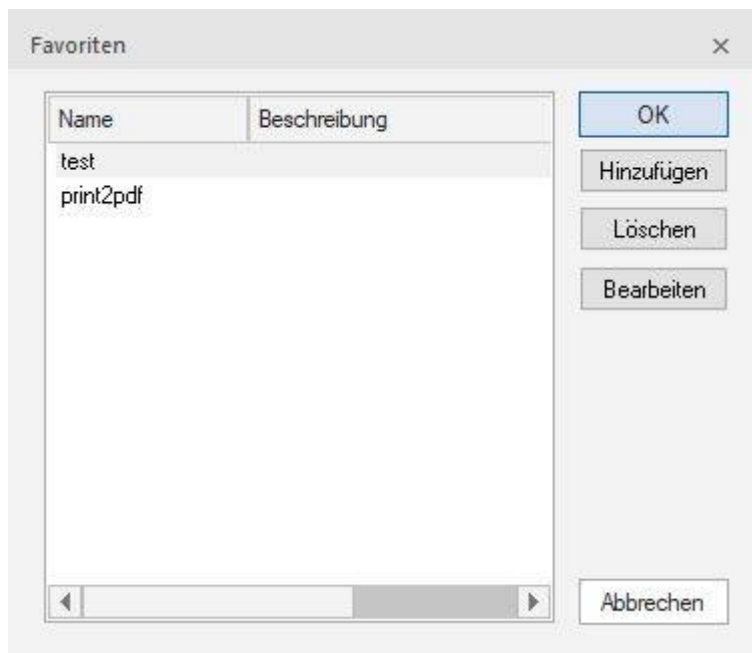 Favoriten
Name Beschreibung
test
print2pdf
OK
Hinzufügen
Löschen
Bearbeiten
Abbrechen